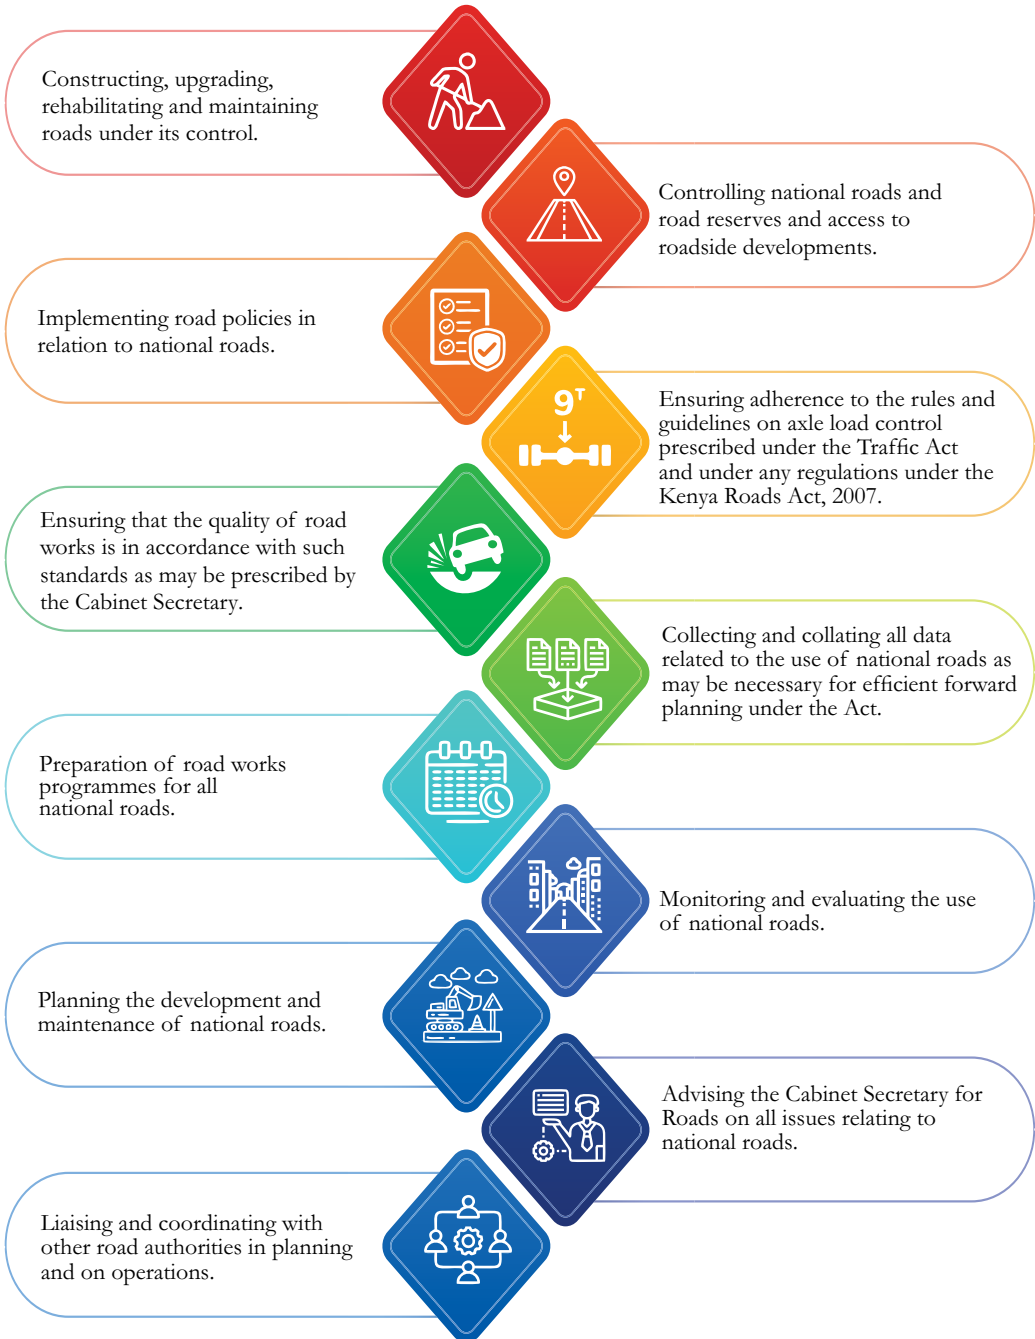 Constructing, upgrading,
rehabilitating and maintaining
roads under its control.
Controlling national roads and
road reserves and access to
roadside developments.
Implementing road policies in
relation to national roads.
9T
Ensuring adherence to the rules and
guidelines on axle load control
prescribed under the Traffic Act
and under any regulations under the
Kenya Roads Act, 2007.
Ensuring that the quality of road
works is in accordance with such
standards as may be prescribed by
the Cabinet Secretary.
Collecting and collating all data
related to the use of national roads as
may be necessary for efficient forward
planning under the Act.
Preparation of road works
programmes for all
national roads.
Monitoring and evaluating the use
of national roads.
Planning the development and
maintenance of national roads.
Advising the Cabinet Secretary for
Roads on all issues relating to
national roads.
Liaising and coordinating with
other road authorities in planning
and on operations.